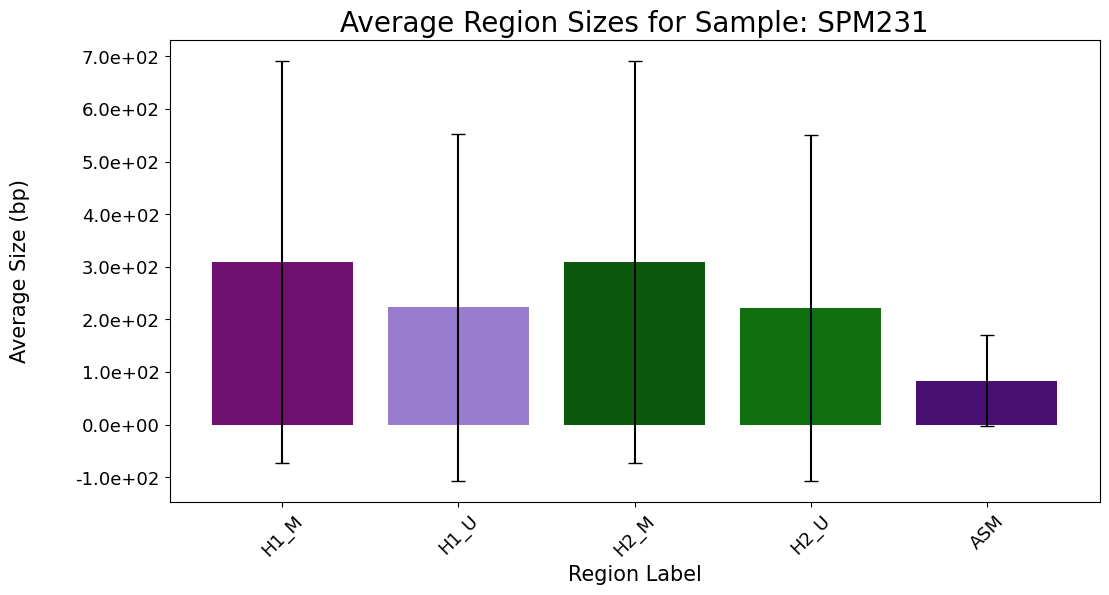 Average Region Sizes for Sample: SPM231
Average Size (bp)
7.0e+02
6.0e+02
5.0e+02
4.0e+02
3.0e+02
2.0e+02
1.0e+02
0.0e+00
-1.0e+02
H1_M
H1_U
H2_M
H2_U
ASM
Region Label